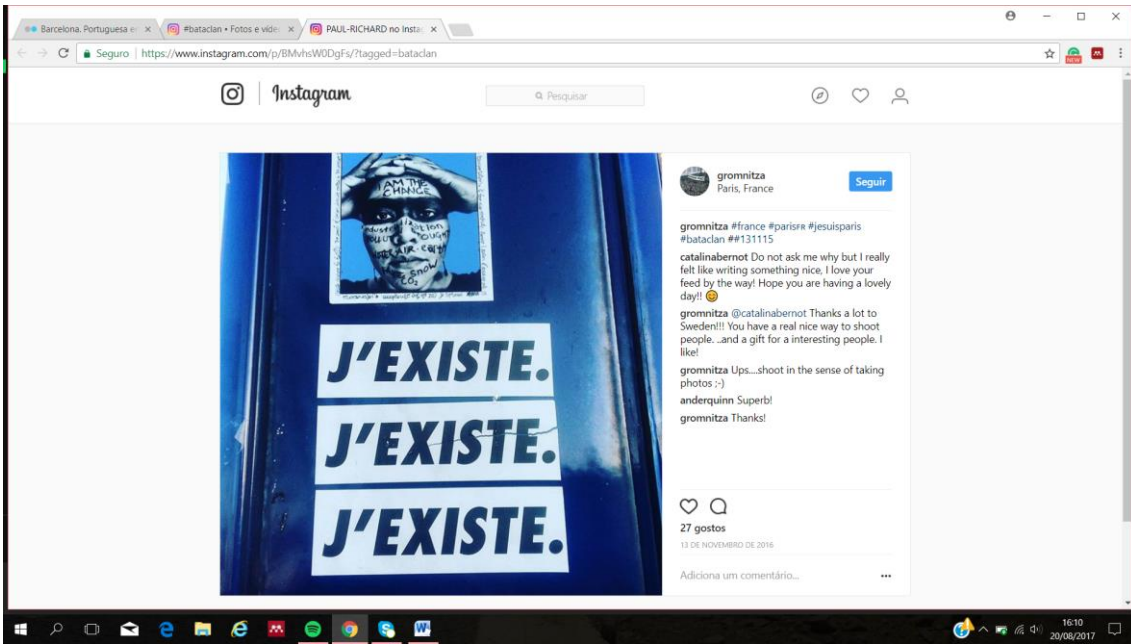 Barcelona. Portuguesa e
#bataclan • Fotos e víde
PAUL-RICHARD no Insta
Seguro | https://www.instagram.com/p/BMvhsW0DgFs/?tagged=bataclan
NEW
Instagram
Pesquisar
I AM THE
CHANGE
J'EXISTE.
J'EXISTE.
J'EXISTE.
gromnitza
Paris, France
Seguir
gromnitza #france #parisFR #jesuisparis
#bataclan ##131115
catalinabernot Do not ask me why but I really
felt like writing something nice, I love your
feed by the way! Hope you are having a lovely
day!! 😊
gromnitza @catalinabernot Thanks a lot to
Sweden!!! You have a real nice way to shoot
people. ..and a gift for a interesting people. I
like!
gromnitza Ups....shoot in the sense of taking
photos ;-)
anderquinn Superb!
gromnitza Thanks!
27 gostos
13 DE NOVEMBRO DE 2016
Adiciona um comentário...
16:10
20/08/2017